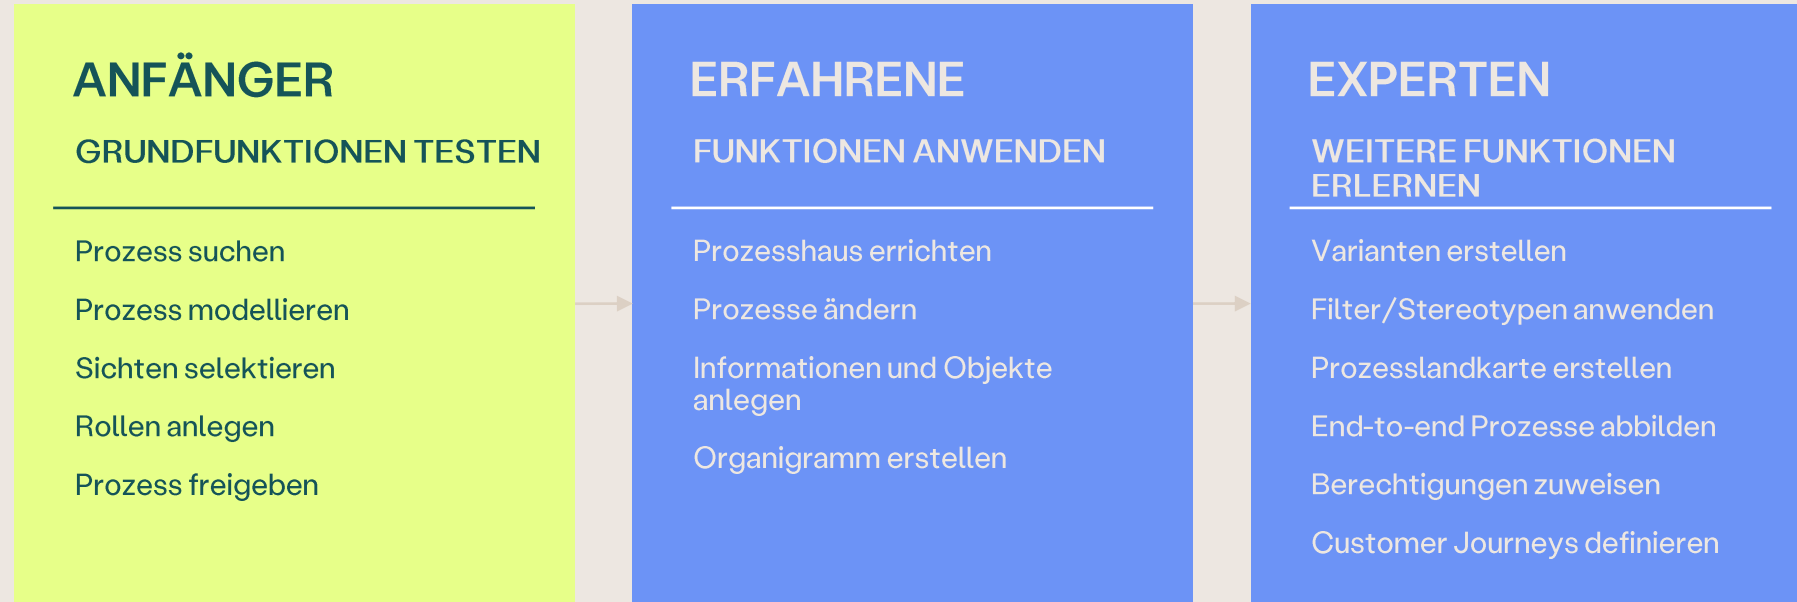 ANFÄNGER
GRUNDFUNKTIONEN TESTEN
Prozess suchen
Prozess modellieren
Sichten selektieren
Rollen anlegen
Prozess freigeben
ERFAHRENE
FUNKTIONEN ANWENDEN
Prozesshaus errichten
Prozesse ändern
Informationen und Objekte
anlegen
Organigramm erstellen
EXPERTEN
WEITERE FUNKTIONEN
ERLERNEN
Varianten erstellen
Filter/Stereotypen anwenden
Prozesslandkarte erstellen
End-to-end Prozesse abbilden
Berechtigungen zuweisen
Customer Journeys definieren